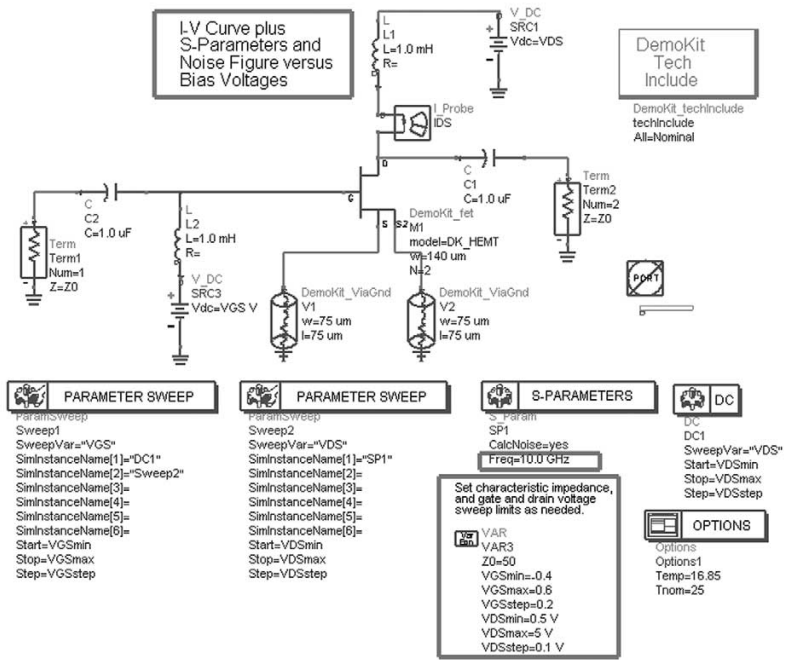 I-V Curve plus
S-Parameters and
Noise Figure versus
Bias Voltages
L
L1
L=1.0 mH
R=
V_DC
SRC1
Vdc=VDS
+
-
DemoKit
Tech
Include
DemoKit_techInclude
techInclude
All=Nominal
I_Probe
IDS
D
G
S
S2
C
C1
C=1.0 uF
+
Term
Term2
Num=2
Z=Z0
-
C
C2
C=1.0 uF
+
Term
Term1
Num=1
Z=Z0
-
L
L2
L=1.0 mH
R=
V_DC
SRC3
Vdc=VGS V
+
-
DemoKit_fet
M1
model=DK_HEMT
w=140 um
N=2
DemoKit_ViaGnd
V1
w=75 um
l=75 um
DemoKit_ViaGnd
V2
w=75 um
l=75 um
PORT
PARAMETER SWEEP
ParamSweep
Sweep1
SweepVar="VGS"
SimInstanceName[1]="DC1"
SimInstanceName[2]="Sweep2"
SimInstanceName[3]=
SimInstanceName[4]=
SimInstanceName[5]=
SimInstanceName[6]=
Start=VGSmin
Stop=VGSmax
Step=VGSstep
PARAMETER SWEEP
ParamSweep
Sweep2
SweepVar="VDS"
SimInstanceName[1]="SP1"
SimInstanceName[2]=
SimInstanceName[3]=
SimInstanceName[4]=
SimInstanceName[5]=
SimInstanceName[6]=
Start=VDSmin
Stop=VDSmax
Step=VDSstep
S-PARAMETERS
S_Param
SP1
CalcNoise=yes
Freq=10.0 GHz
Set characteristic impedance,
and gate and drain voltage
sweep limits as needed.
Var
Eqn
VAR
VAR3
Z0=50
VGSmin=-0.4
VGSmax=0.6
VGSstep=0.2
VDSmin=0.5 V
VDSmax=5 V
VDSstep=0.1 V
DC
DC
DC1
SweepVar="VDS"
Start=VDSmin
Stop=VDSmax
Step=VDSstep
OPTIONS
Options
Options1
Temp=16.85
Tnom=25